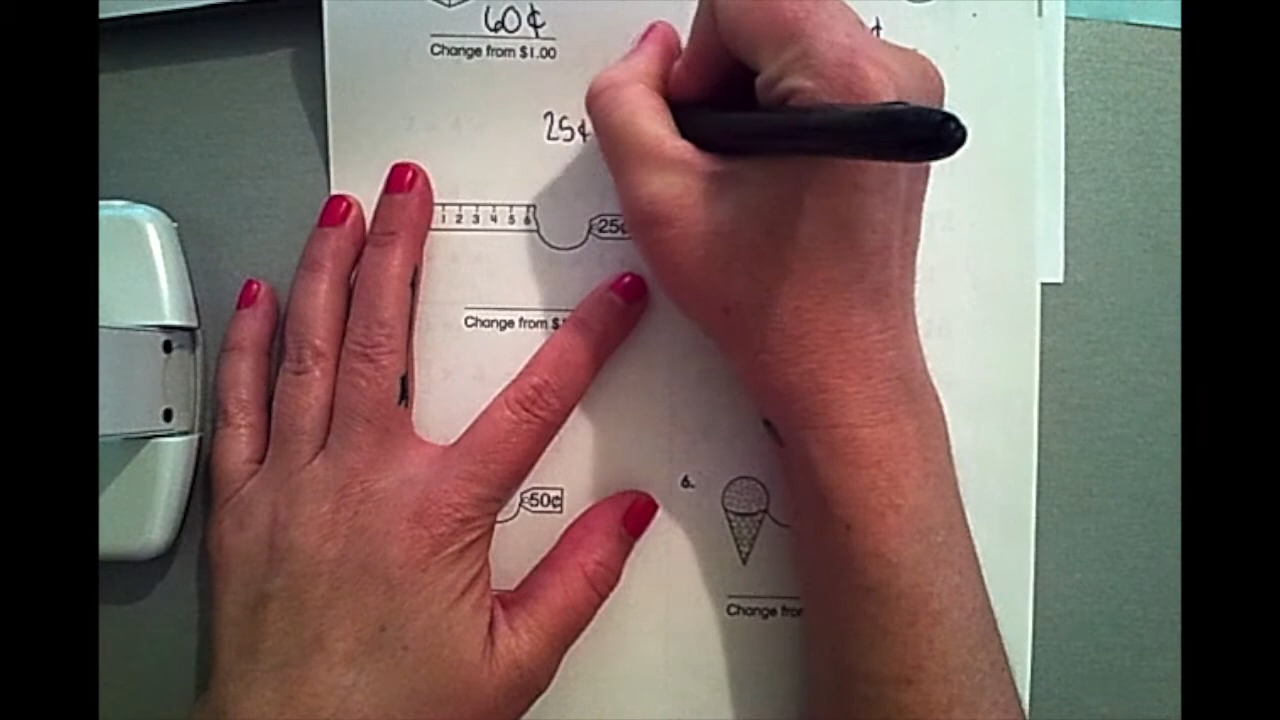 60¢
Change from $1.00
25¢
1 2 3 4 5 6
25¢
Change from $
50¢
6.
Change from